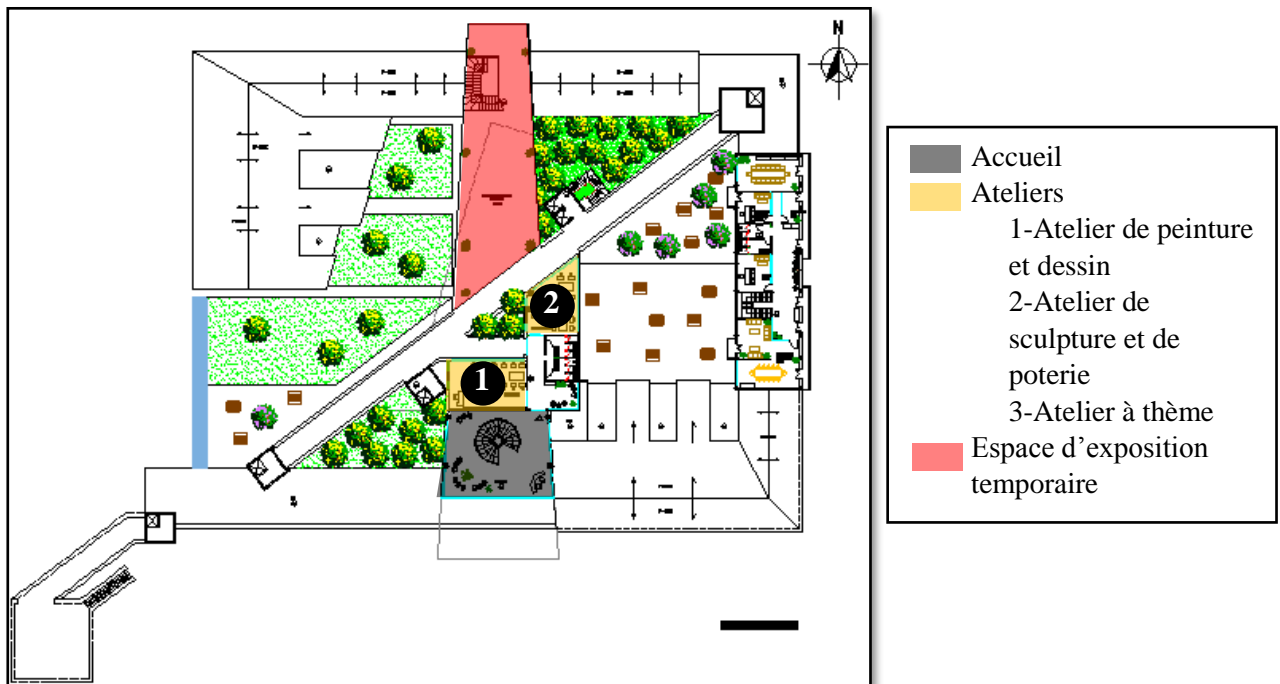 N
2
1
Accueil
Ateliers
1-Atelier de peinture
et dessin
2-Atelier de
sculpture et de
poterie
3-Atelier à thème
Espace d’exposition
temporaire